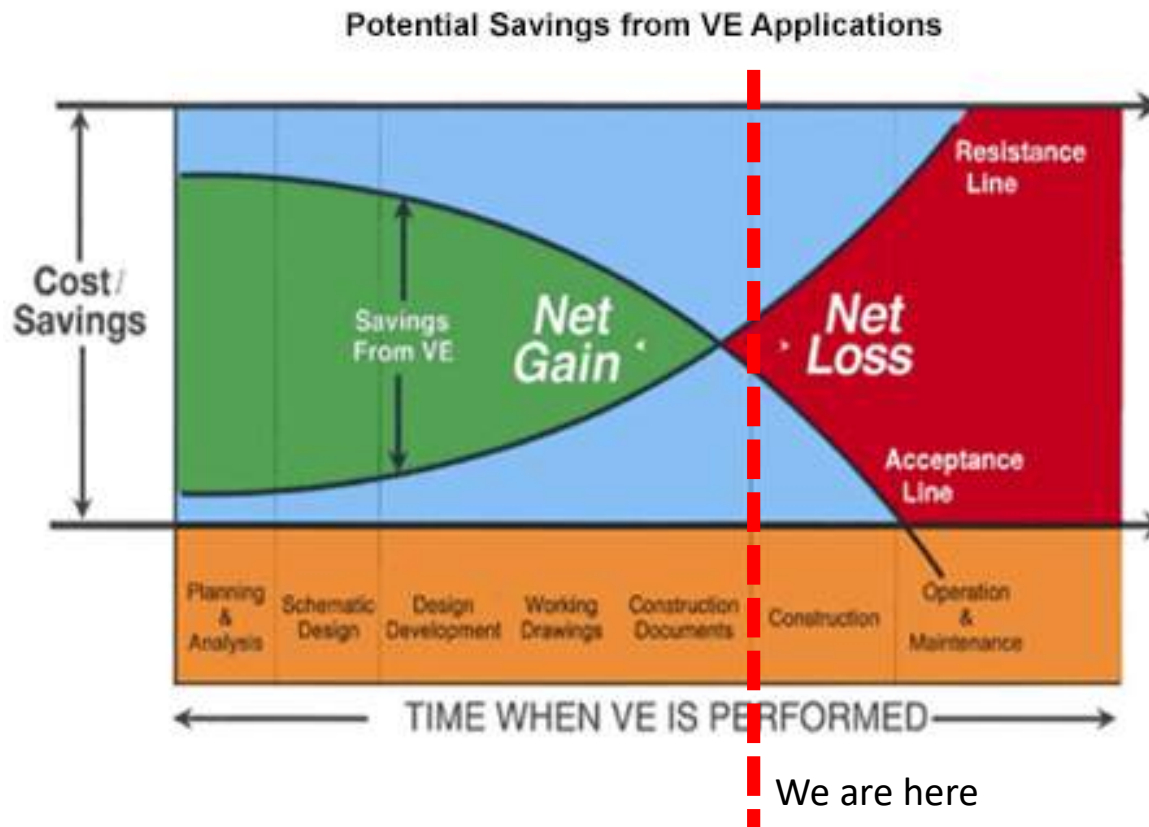 Potential Savings from VE Applications
Cost/
Savings
Savings
From VE
Net
Gain
Net
Loss
Resistance
Line
Acceptance
Line
Planning
&
Analysis
Schematic
Design
Design
Development
Working
Drawings
Construction
Documents
Construction
Operation
&
Maintenance
TIME WHEN VE IS PERFORMED
We are here